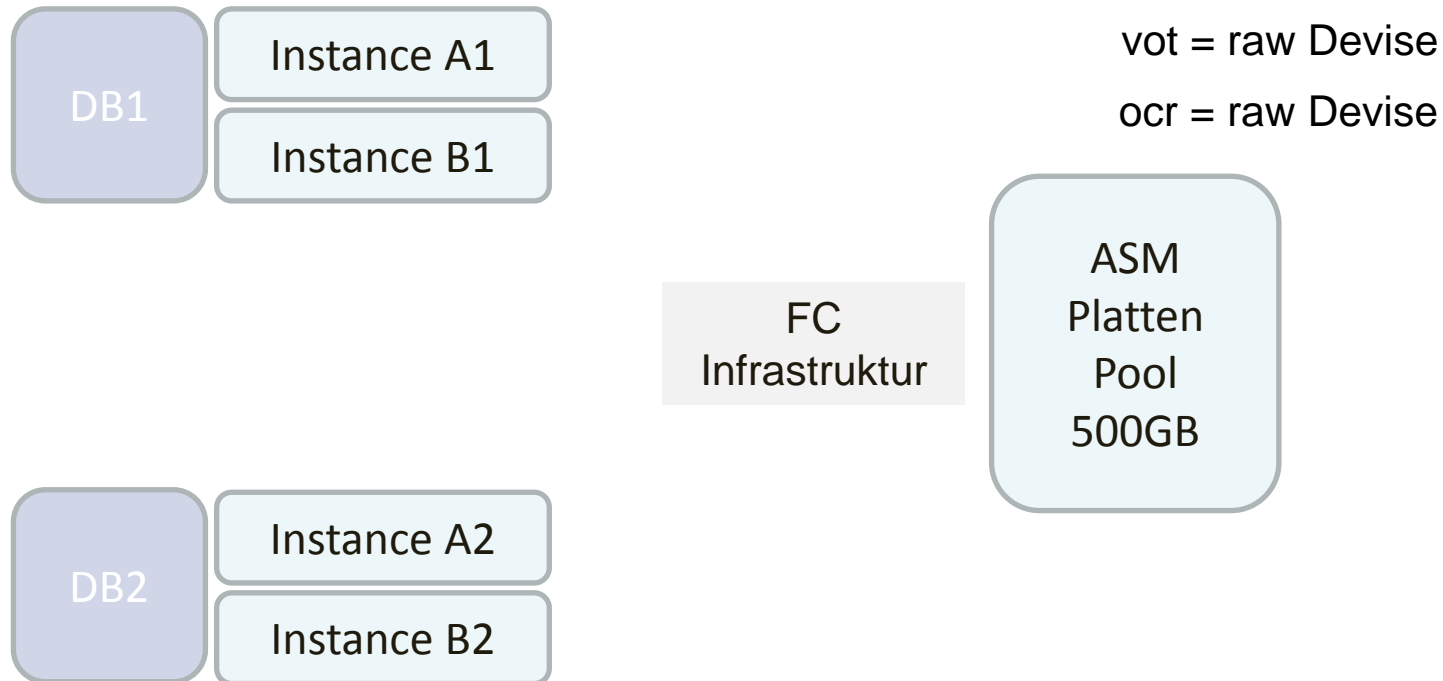 DB1
Instance A1
Instance B1
vot = raw Devise
ocr = raw Devise
FC
Infrastruktur
ASM
Platten
Pool
500GB
DB2
Instance A2
Instance B2